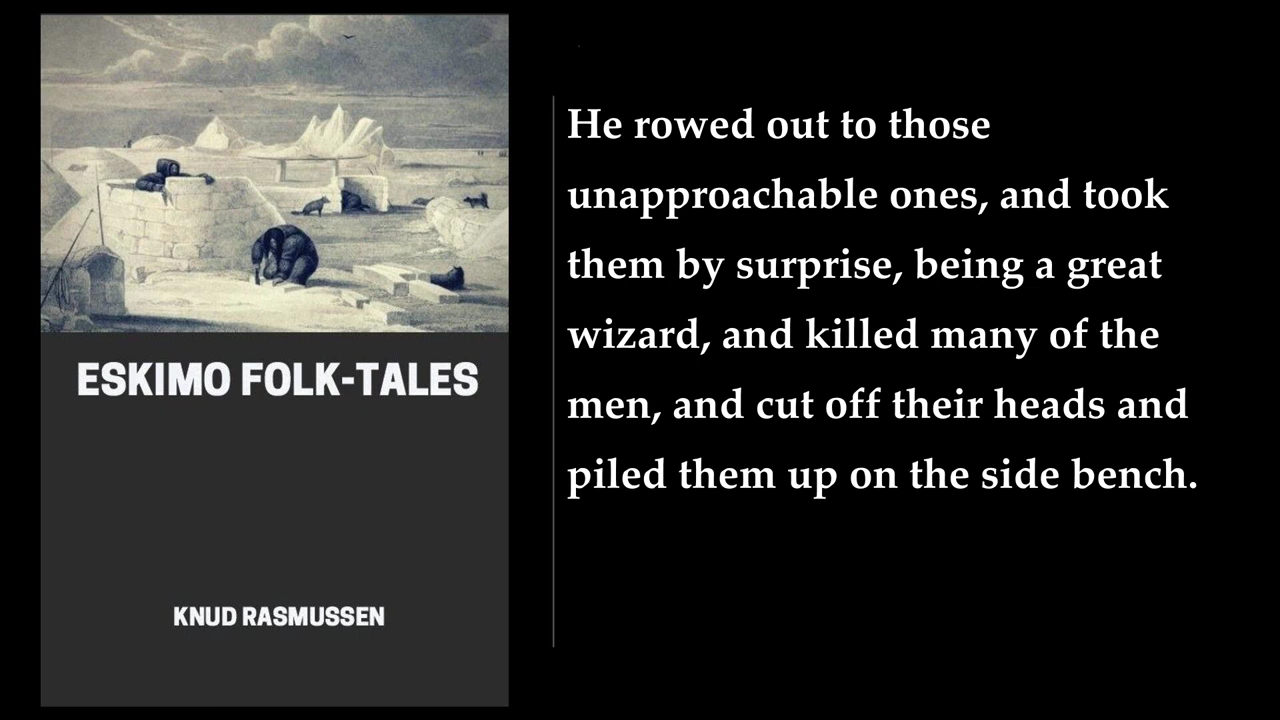 ESKIMO FOLK-TALES
KNUD RASMUSSEN
He rowed out to those
unapproachable ones, and took
them by surprise, being a great
wizard, and killed many of the
men, and cut off their heads and
piled them up on the side bench.